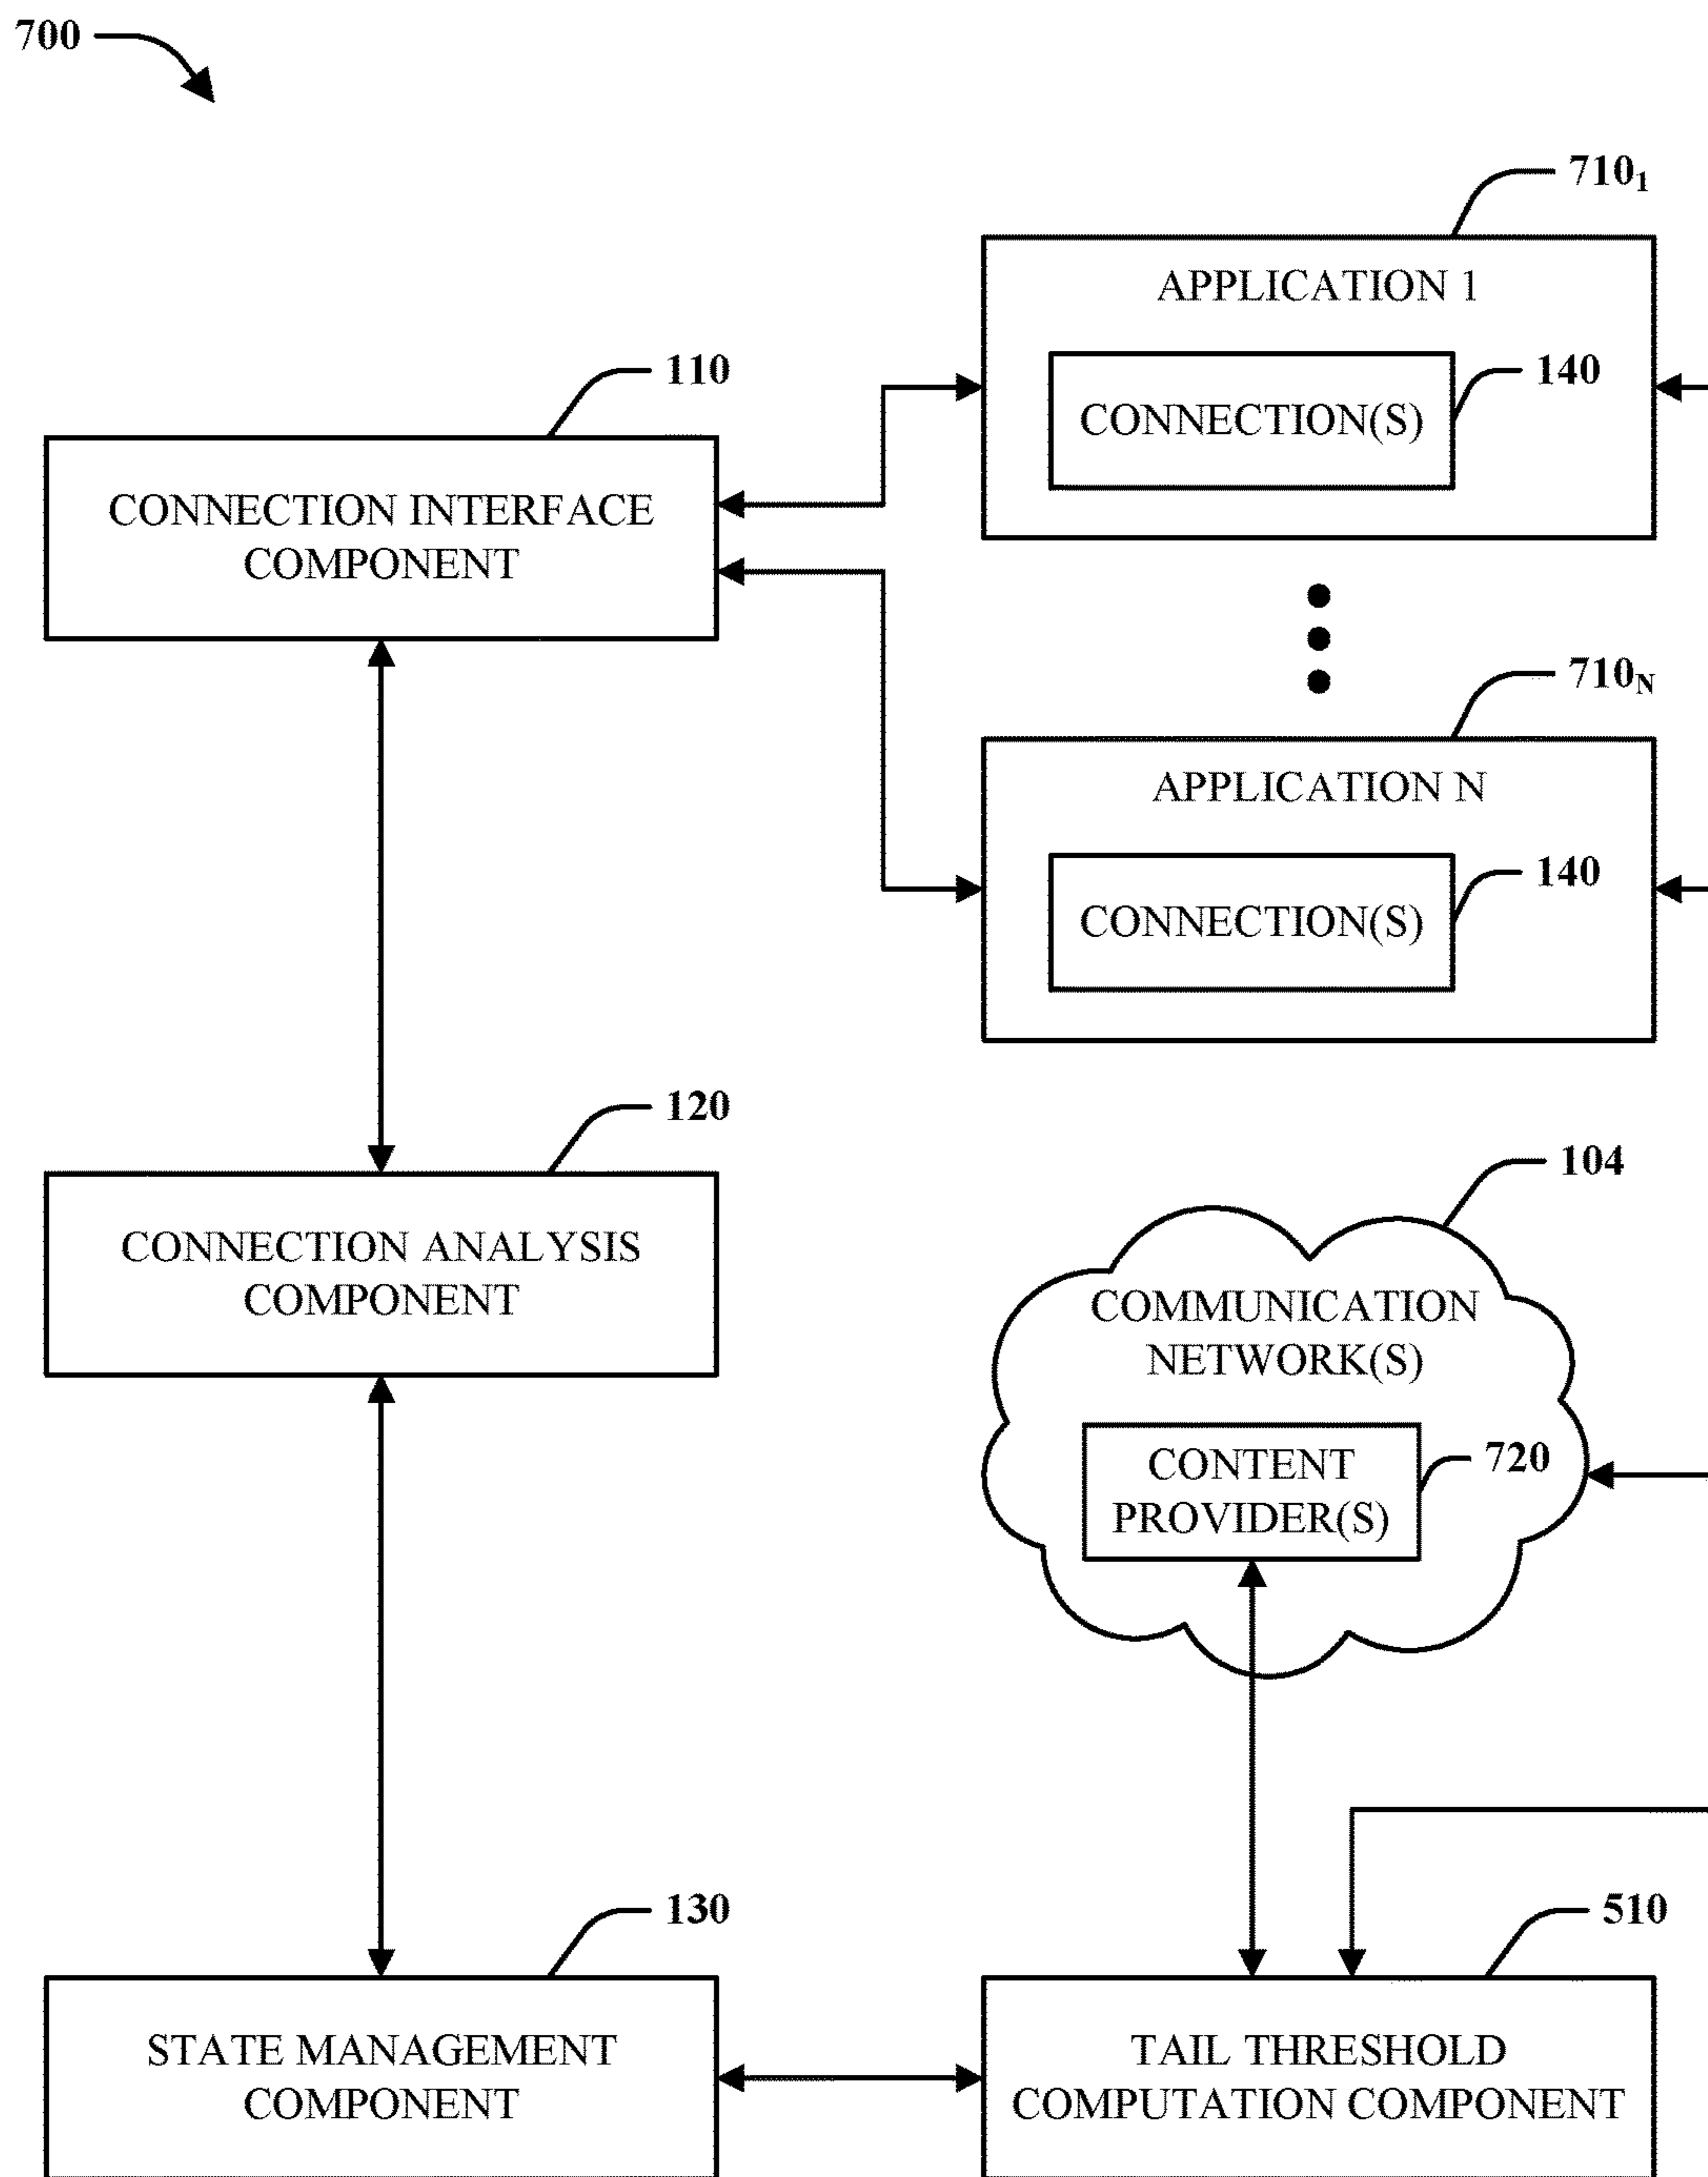 700
710₁
APPLICATION 1
140
CONNECTION(S)
110
CONNECTION INTERFACE
COMPONENT
710ₙ
APPLICATION N
140
CONNECTION(S)
120
CONNECTION ANALYSIS
COMPONENT
104
COMMUNICATION
NETWORK(S)
720
CONTENT
PROVIDER(S)
130
STATE MANAGEMENT
COMPONENT
510
TAIL THRESHOLD
COMPUTATION COMPONENT